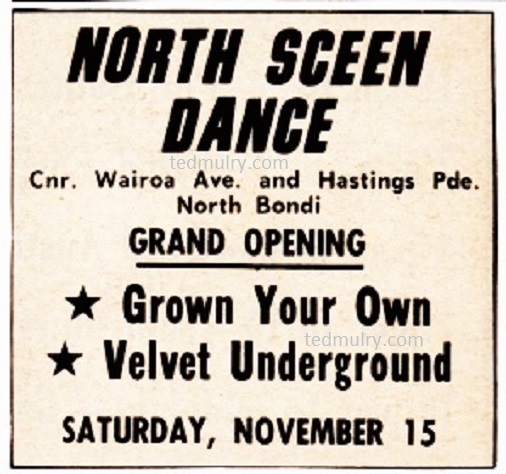 NORTH SCEEN
DANCE
tedmulry.com
Cnr. Wairoa Ave. and Hastings Pde.
North Bondi
GRAND OPENING
★ Grown Your Own
tedmulry.com
★ Velvet Underground
SATURDAY, NOVEMBER 15